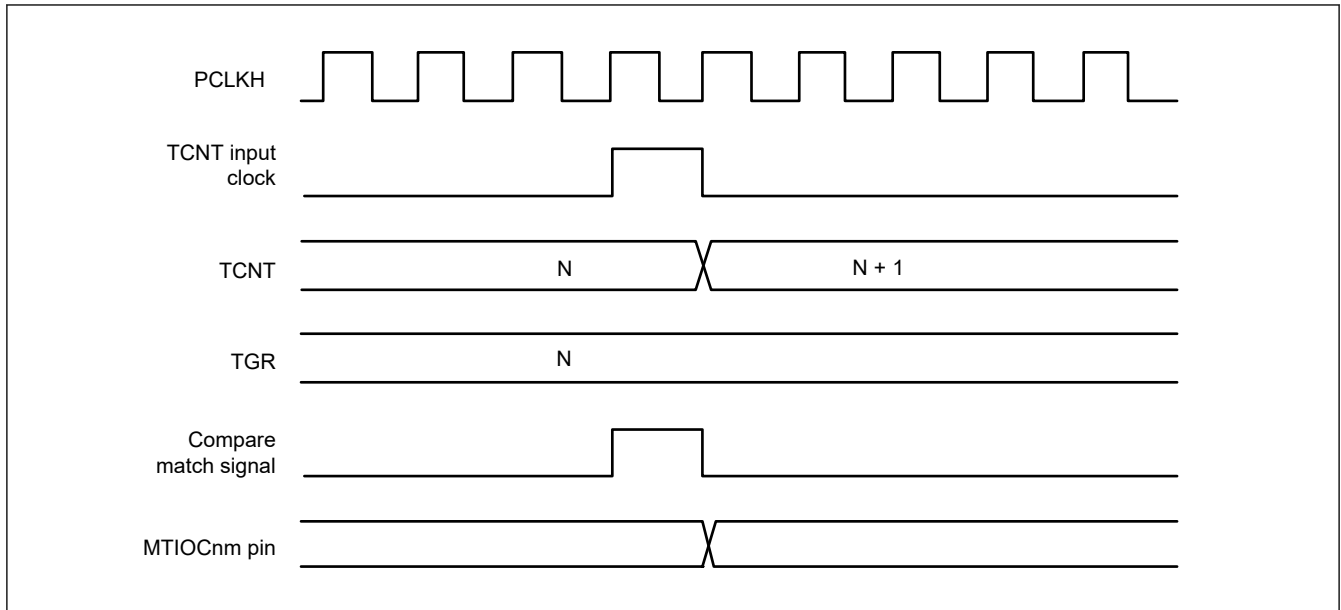 PCLKH
TCNT input
clock
TCNT
N
N + 1
TGR
N
Compare
match signal
MTIOCnm pin